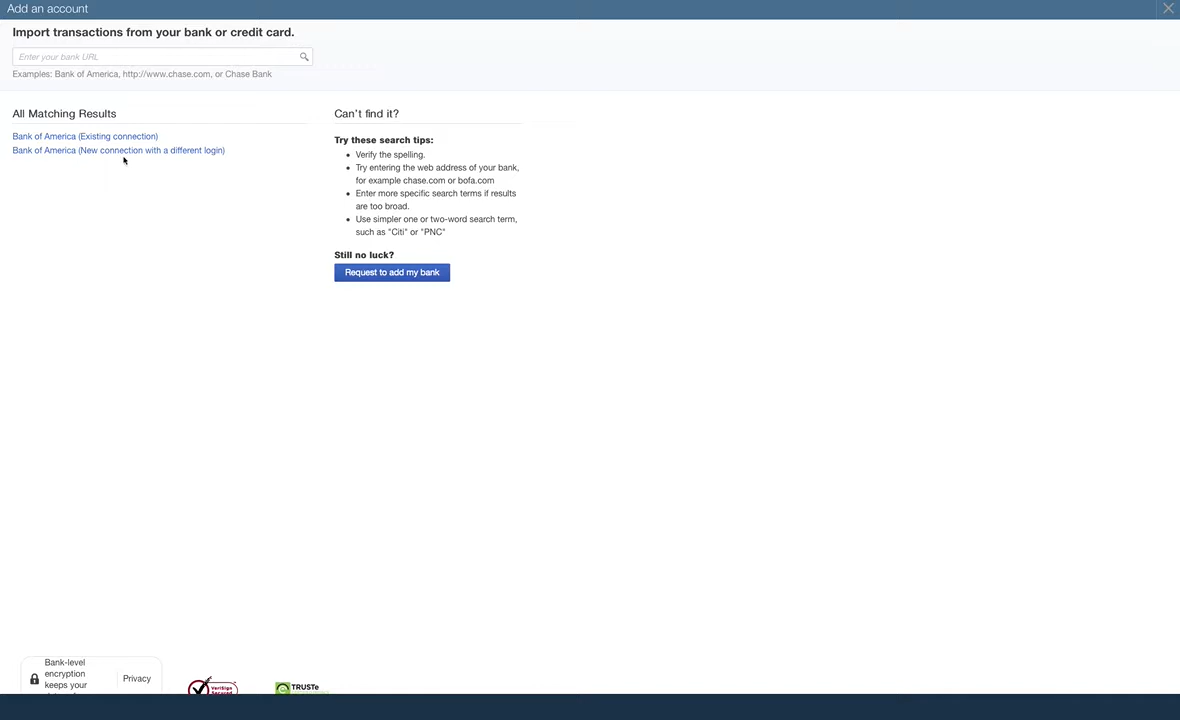 Add an account
Import transactions from your bank or credit card.
Enter your bank URL
Examples: Bank of America, http://www.chase.com, or Chase Bank
All Matching Results
Bank of America (Existing connection)
Bank of America (New connection with a different login)
Can't find it?
Try these search tips:
• Verify the spelling.
• Try entering the web address of your bank,
for example chase.com or bofa.com
• Enter more specific search terms if results
are too broad.
• Use simpler one or two-word search term,
such as "Citi" or "PNC"
Still no luck?
Request to add my bank
Bank-level
encryption
keeps your
Privacy
VeriSign
Secured
TRUSTe